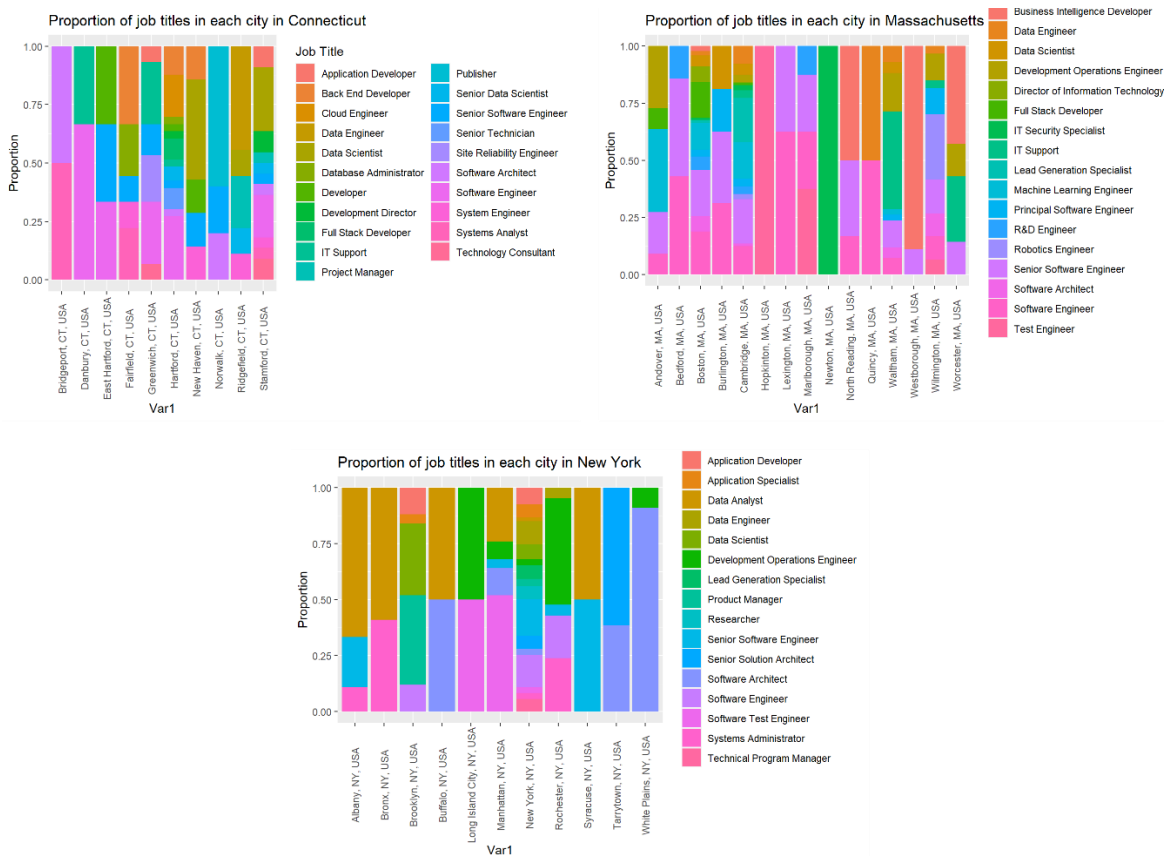 Proportion of job titles in each city in Connecticut
Proportion
1.00
0.75
0.50
0.25
0.00
Bridgeport, CT, USA
Danbury, CT, USA
East Hartford, CT, USA
Fairfield, CT, USA
Greenwich, CT, USA
Hartford, CT, USA
New Haven, CT, USA
Norwalk, CT, USA
Ridgefield, CT, USA
Stamford, CT, USA
Var1
Job Title
Application Developer
Back End Developer
Cloud Engineer
Data Engineer
Data Scientist
Database Administrator
Developer
Development Director
Full Stack Developer
IT Support
Project Manager
Publisher
Senior Data Scientist
Senior Software Engineer
Senior Technician
Site Reliability Engineer
Software Architect
Software Engineer
System Engineer
Systems Analyst
Technology Consultant
Proportion of job titles in each city in Massachusetts
Proportion
1.00
0.75
0.50
0.25
0.00
Andover, MA, USA
Bedford, MA, USA
Boston, MA, USA
Burlington, MA, USA
Cambridge, MA, USA
Hopkinton, MA, USA
Lexington, MA, USA
Marlborough, MA, USA
Newton, MA, USA
North Reading, MA, USA
Quincy, MA, USA
Waltham, MA, USA
Westborough, MA, USA
Wilmington, MA, USA
Worcester, MA, USA
Var1
Business Intelligence Developer
Data Engineer
Data Scientist
Development Operations Engineer
Director of Information Technology
Full Stack Developer
IT Security Specialist
IT Support
Lead Generation Specialist
Machine Learning Engineer
Principal Software Engineer
R&D Engineer
Robotics Engineer
Senior Software Engineer
Software Architect
Software Engineer
Test Engineer
Proportion of job titles in each city in New York
Proportion
1.00
0.75
0.50
0.25
0.00
Albany, NY, USA
Bronx, NY, USA
Brooklyn, NY, USA
Buffalo, NY, USA
Long Island City, NY, USA
Manhattan, NY, USA
New York, NY, USA
Rochester, NY, USA
Syracuse, NY, USA
Tarrytown, NY, USA
White Plains, NY, USA
Var1
Application Developer
Application Specialist
Data Analyst
Data Engineer
Data Scientist
Development Operations Engineer
Lead Generation Specialist
Product Manager
Researcher
Senior Software Engineer
Senior Solution Architect
Software Architect
Software Engineer
Software Test Engineer
Systems Administrator
Technical Program Manager